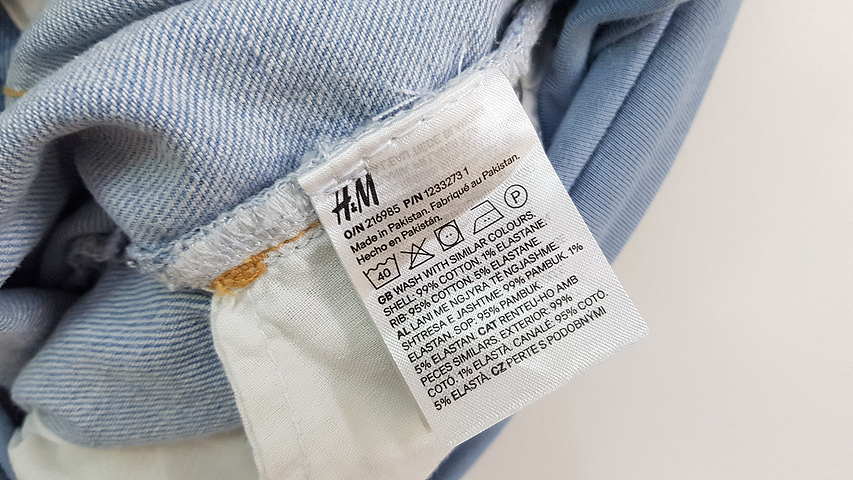 H&M
O/N 216985 P/N 1233273 1
Made in Pakistan. Fabriqué au Pakistan.
Hecho en Pakistán.
40 P
GB WASH WITH SIMILAR COLOURS.
SHELL: 99% COTTON. 1% ELASTANE.
RIB: 95% COTTON. 5% ELASTANE.
AL LANI ME NGJYRA TË NGJASHME.
SHTRESA E JASHTME. 99% PAMBUK. 1%
ELASTAN. SOP: 95% PAMBUK.
5% ELASTAN. CAT RENTEU-HO AMB
PECES SIMILARS. EXTERIOR: 99%
COTÓ. 1% ELASTÀ. CANALÉ: 95% COTÓ.
5% ELASTÀ. CZ PERTE S PODOBNÝMI